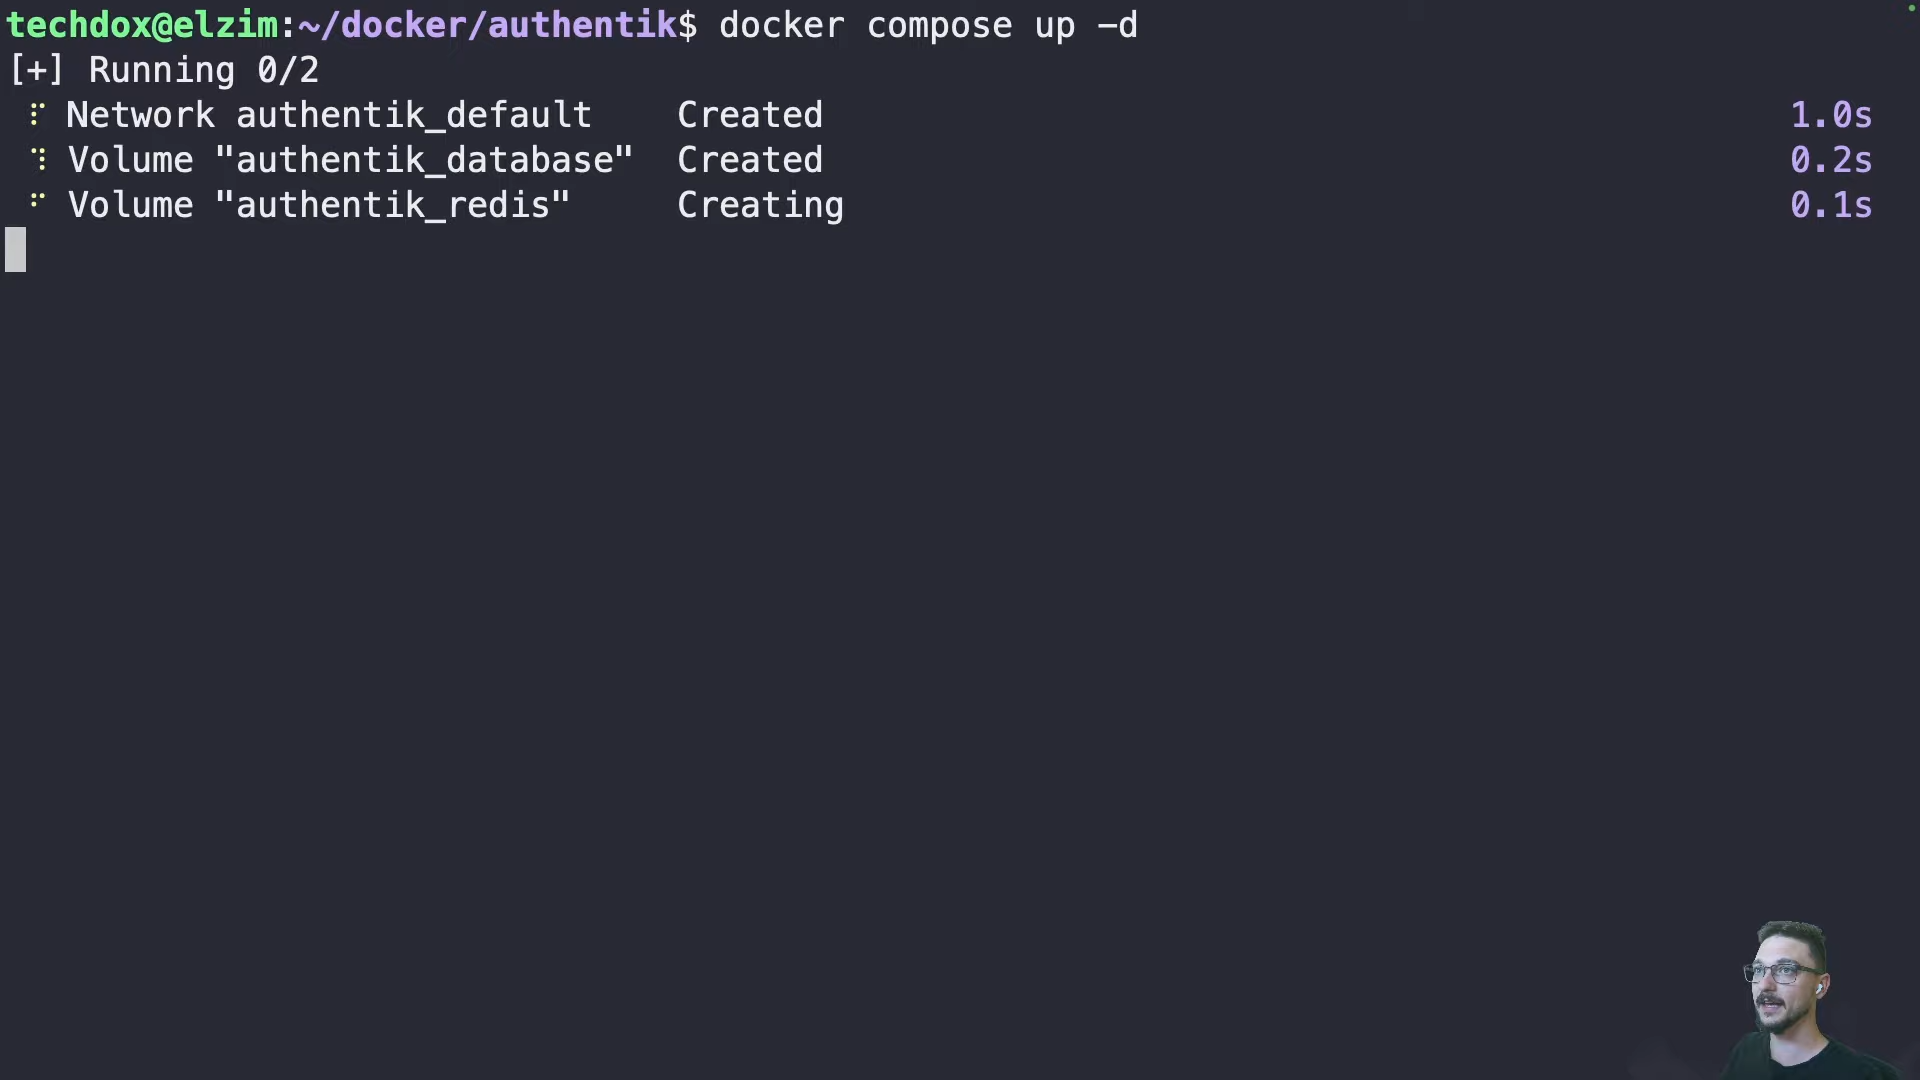 techdox@elzim:~/docker/authentik$ docker compose up -d
[+] Running 0/2
Network authentik_default Created 1.0s
Volume "authentik_database" Created 0.2s
Volume "authentik_redis" Creating 0.1s